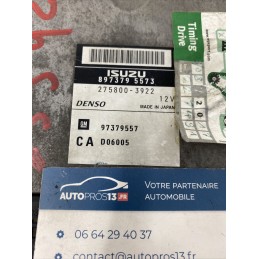 ISUZU
897379 5573
275800-3922
DENSO
12V
MADE IN JAPAN
GM
97379557
CA D06005
Timing
Drive
20
AUTOPROS13.FR
VOTRE PARTENAIRE
AUTOMOBILE
06 64 29 40 37
contact@autopros13.fr